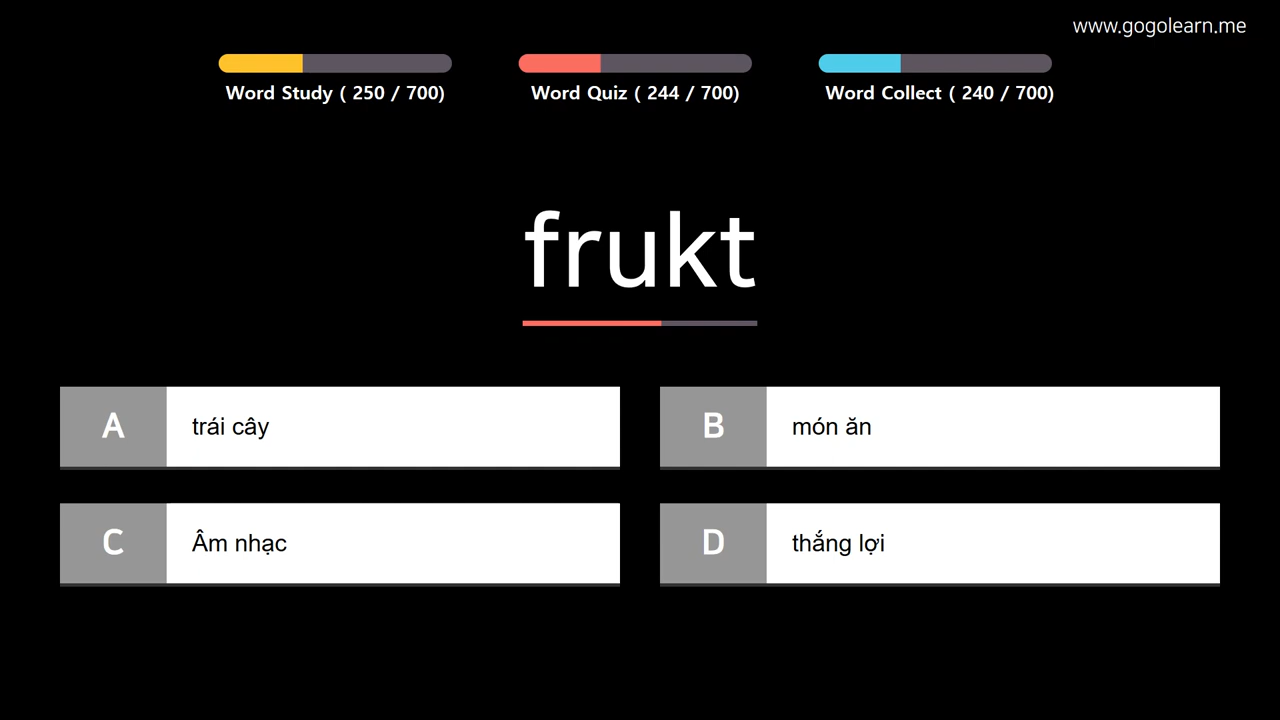 www.gogolearn.me
Word Study ( 250 / 700)
Word Quiz ( 244 / 700)
Word Collect ( 240 / 700)
frukt
A trái cây
B món ăn
C Âm nhạc
D thắng lợi